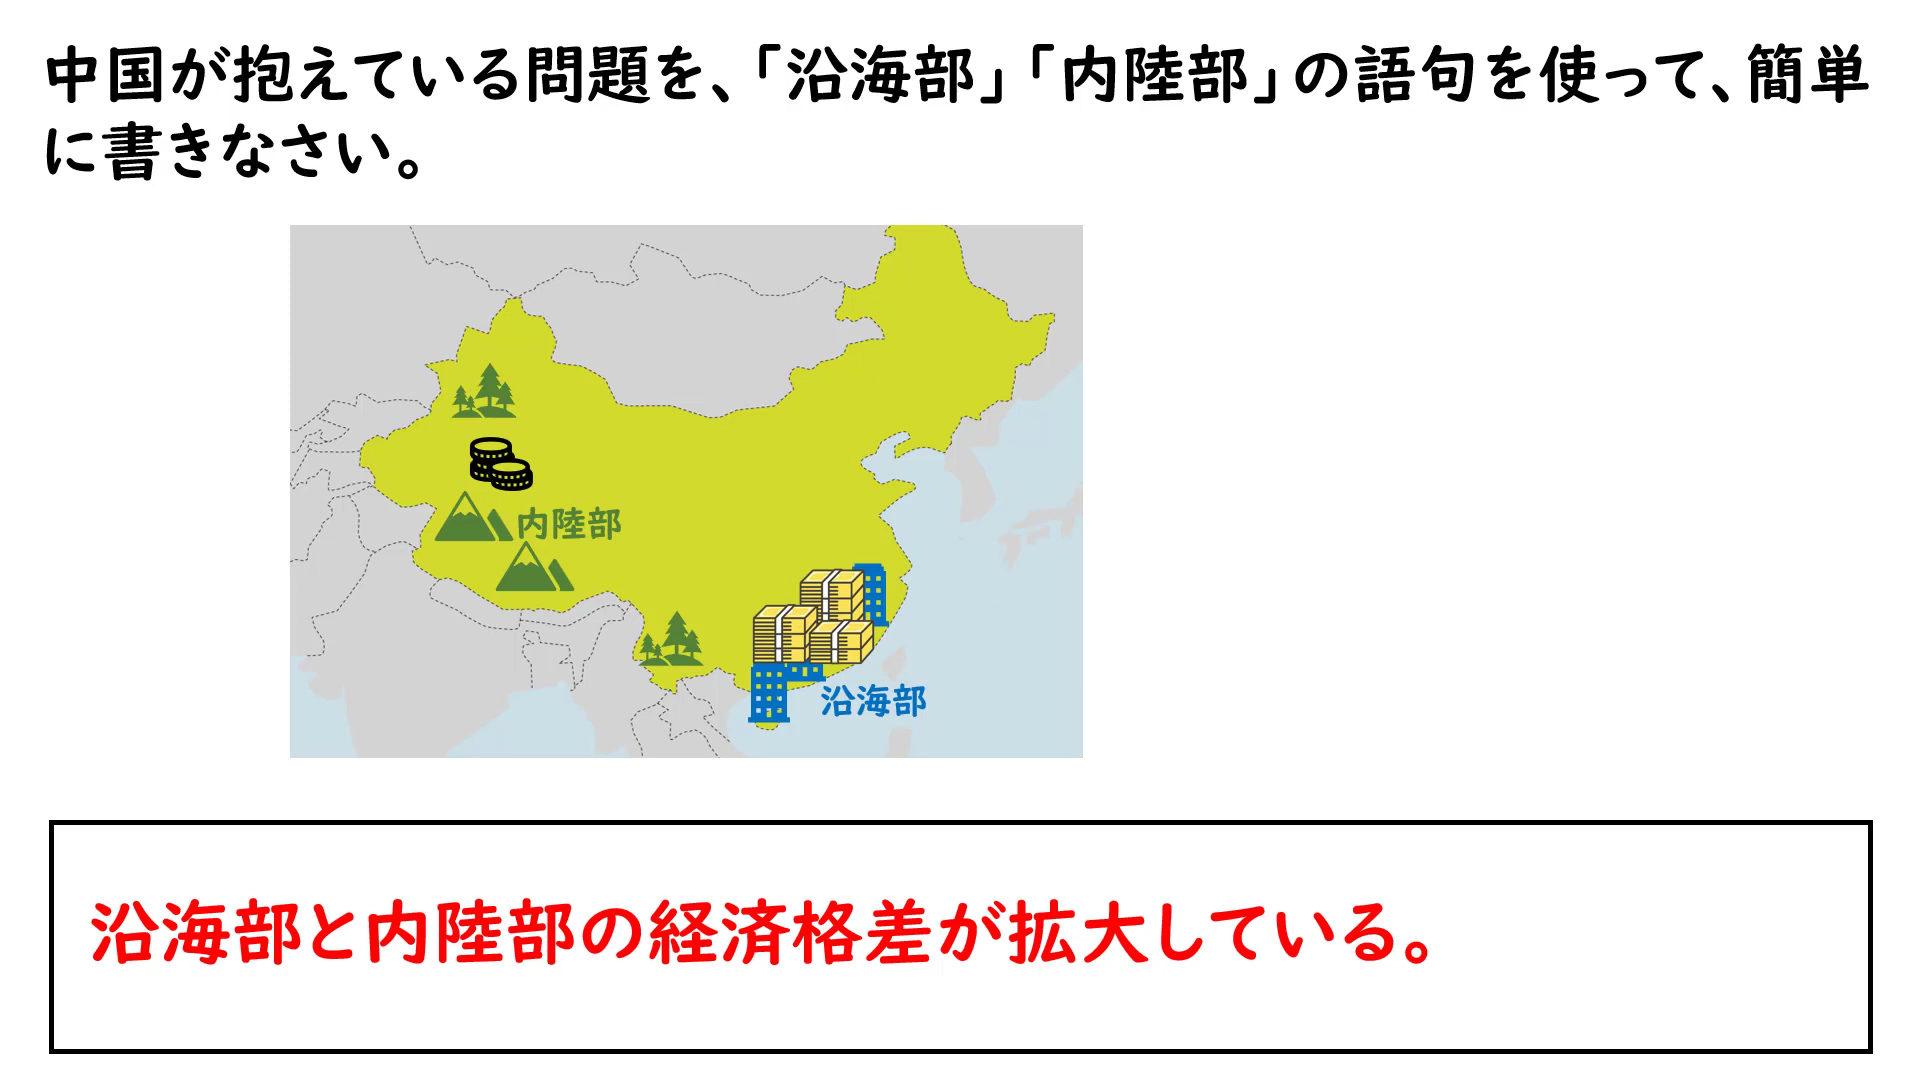 中国が抱えている問題を、「沿海部」「内陸部」の語句を使って、簡単
に書きなさい。
内陸部
沿海部
沿海部と内陸部の経済格差が拡大している。